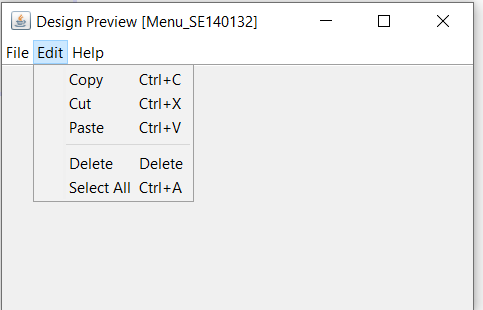 Design Preview [Menu_SE140132]
File Edit Help
Copy Ctrl+C
Cut Ctrl+X
Paste Ctrl+V
Delete Delete
Select All Ctrl+A